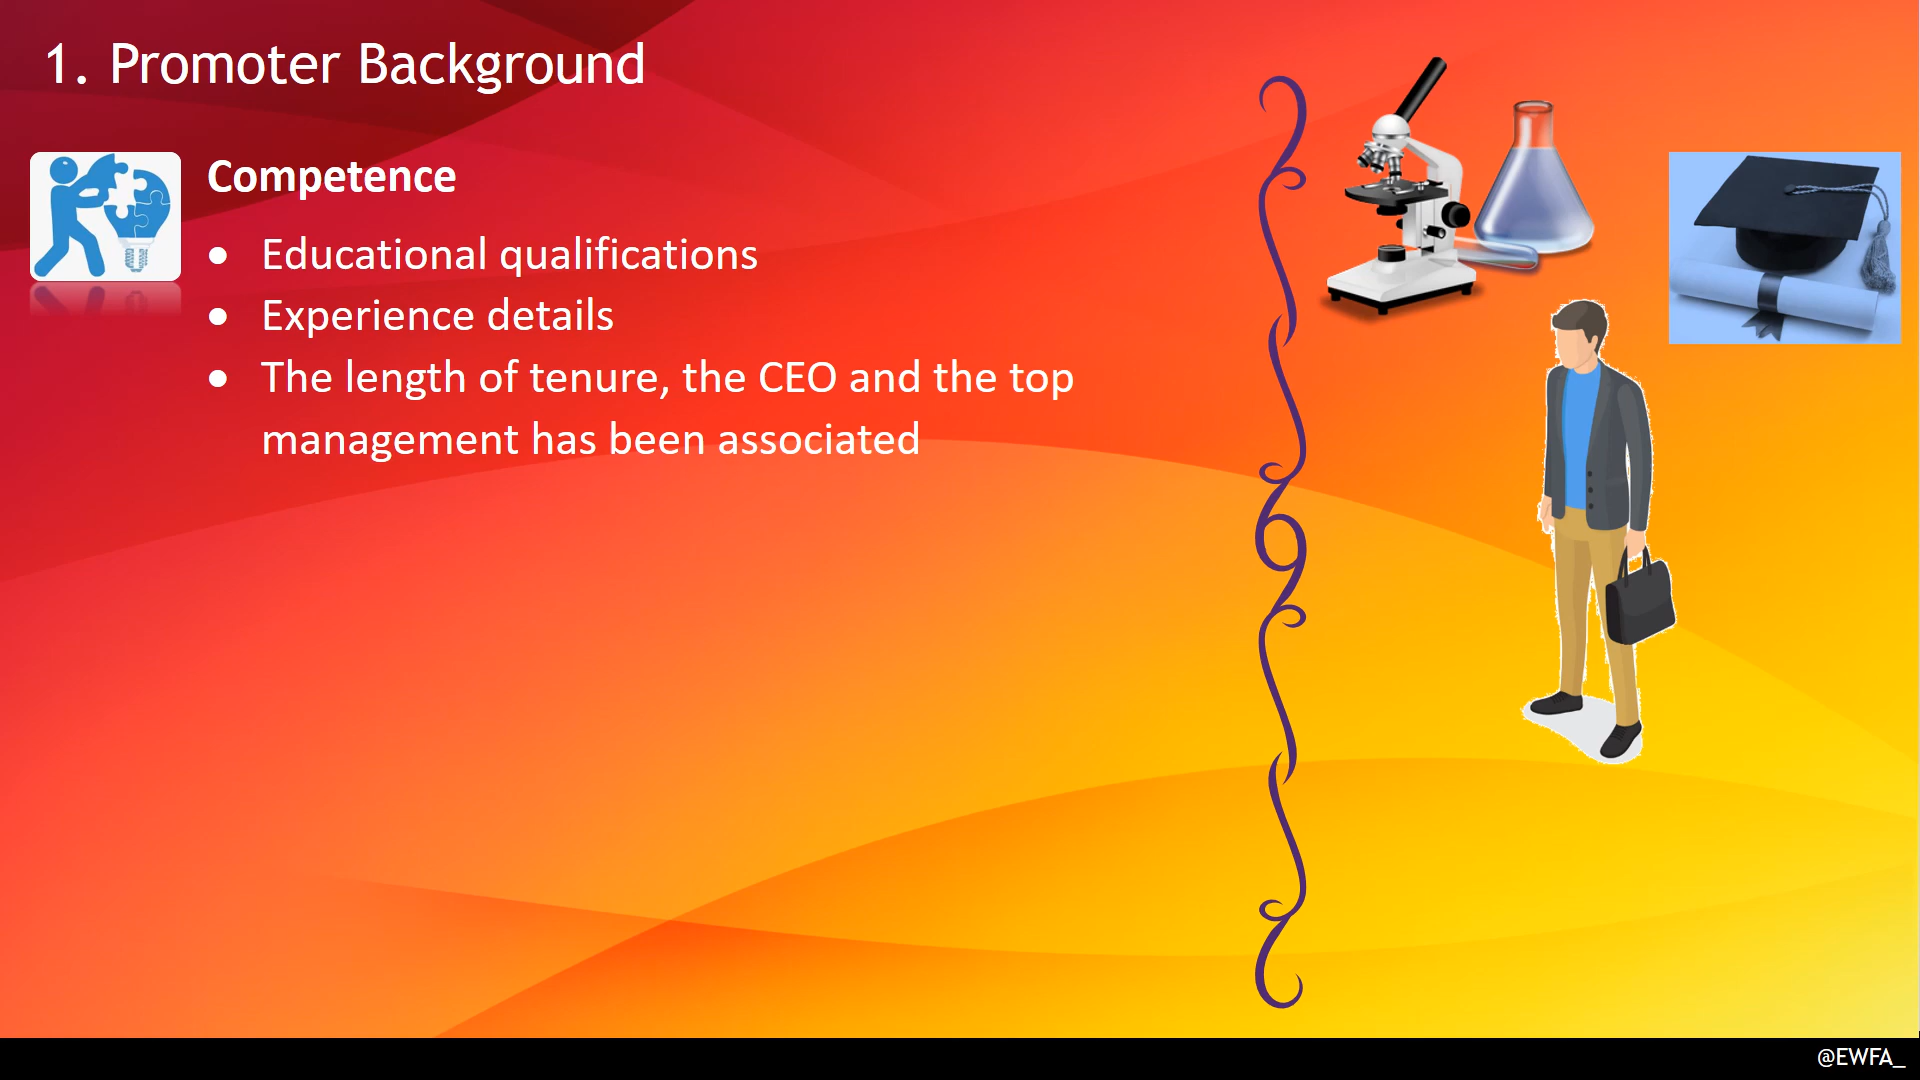 1. Promoter Background
Competence
● Educational qualifications
● Experience details
● The length of tenure, the CEO and the top
management has been associated
@EWFA_